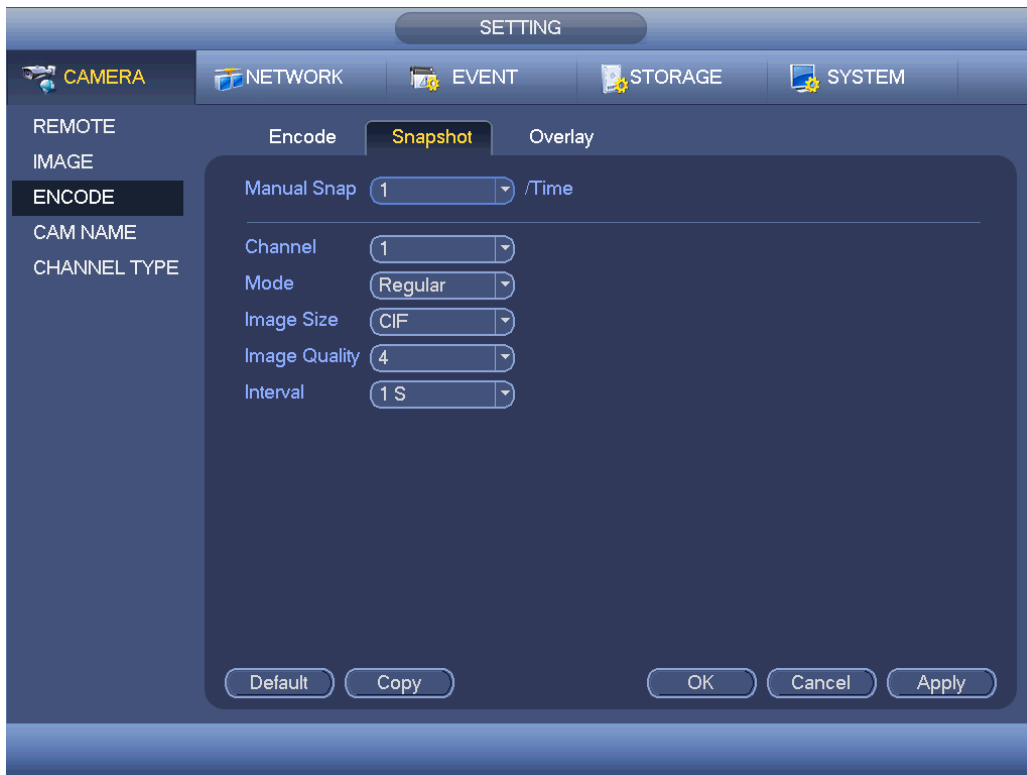 SETTING
CAMERA NETWORK EVENT STORAGE SYSTEM
REMOTE
IMAGE
ENCODE
CAM NAME
CHANNEL TYPE
Encode Snapshot Overlay
Manual Snap 1 /Time
Channel 1
Mode Regular
Image Size CIF
Image Quality 4
Interval 1 S
Default Copy OK Cancel Apply